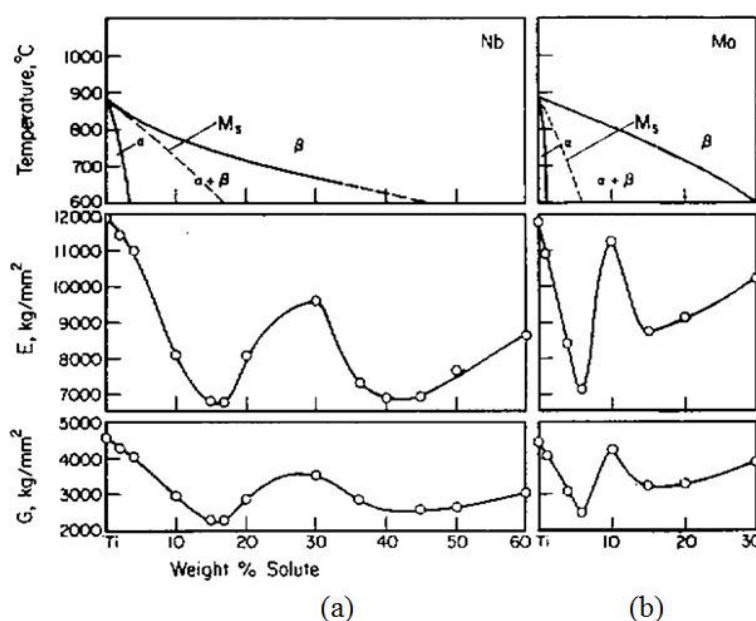 Temperature, °C
1000
900
800
700
600
Nb
Ms
α
β
α + β
Mo
Ms
α
β
α + β
E, kg/mm²
12000
11000
10000
9000
8000
7000
G, kg/mm²
5000
4000
3000
2000
Ti 10 20 30 40 50 60
Ti 10 20 30
Weight % Solute
(a) (b)